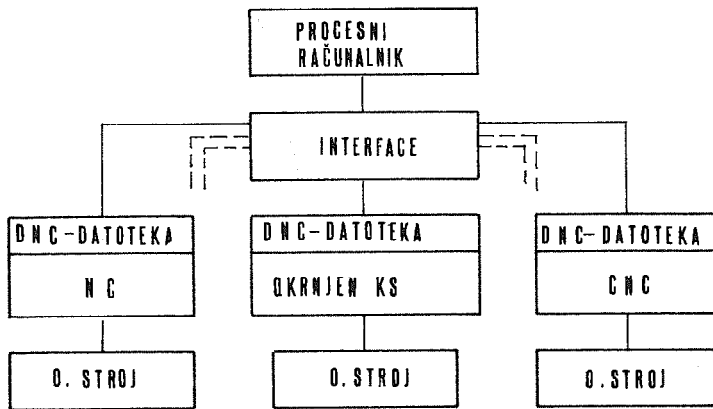 PROCESNI
RAČUNALNIK
INTERFACE
DNC-DATOTEKA
DNC-DATOTEKA
DNC-DATOTEKA
NC
OKRNJEN KS
CNC
O. STROJ
O. STROJ
O. STROJ